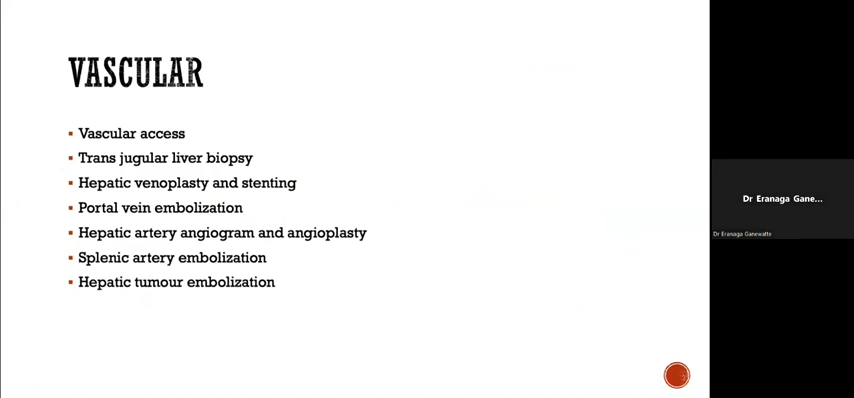 VASCULAR
Vascular access
Trans jugular liver biopsy
Hepatic venoplasty and stenting
Portal vein embolization
Hepatic artery angiogram and angioplasty
Splenic artery embolization
Hepatic tumour embolization
Dr Eranaga Gane...
Dr Eranaga Ganewatte